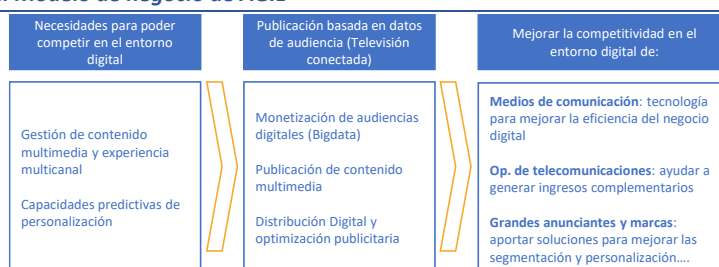 Necesidades para poder
competir en el entorno
digital
Gestión de contenido
multimedia y experiencia
multicanal
Capacidades predictivas de
personalización
Publicación basada en datos
de audiencia (Televisión
conectada)
Monetización de audiencias
digitales (Bigdata)
Publicación de contenido
multimedia
Distribución Digital y
optimización publicitaria
Mejorar la competitividad en el
entorno digital de:
Medios de comunicación: tecnología
para mejorar la eficiencia del negocio
digital
Op. de telecomunicaciones: ayudar a
generar ingresos complementarios
Grandes anunciantes y marcas:
aportar soluciones para mejorar las
segmentación y personalización....